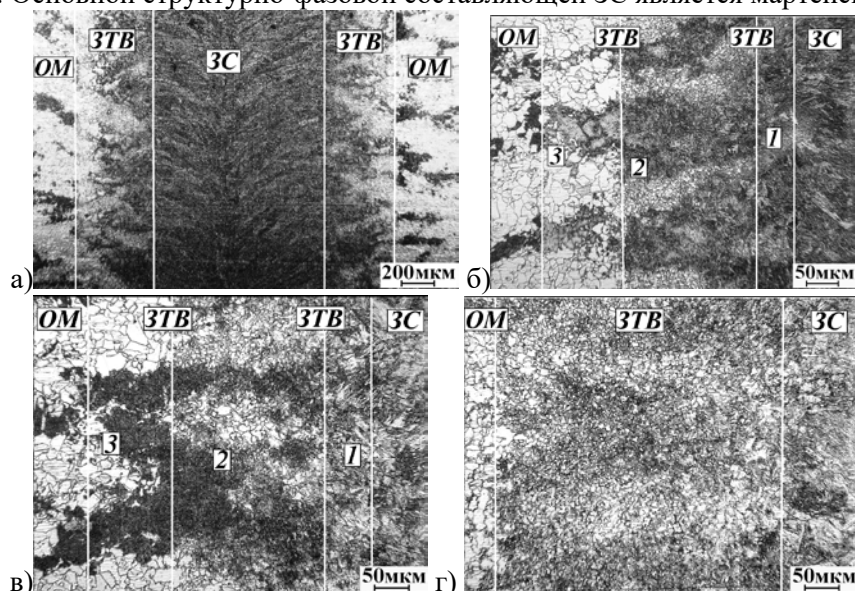 . Основной структурно-фазовой составляющей ЗС является мартенс
ОМ ЗТВ ЗС ЗТВ ОМ
200мкм
а)
ОМ ЗТВ ЗТВ ЗС
3 2 1
50мкм
б)
ОМ ЗТВ ЗТВ ЗС
3 2 1
50мкм
в)
ОМ ЗТВ ЗС
50мкм
г)